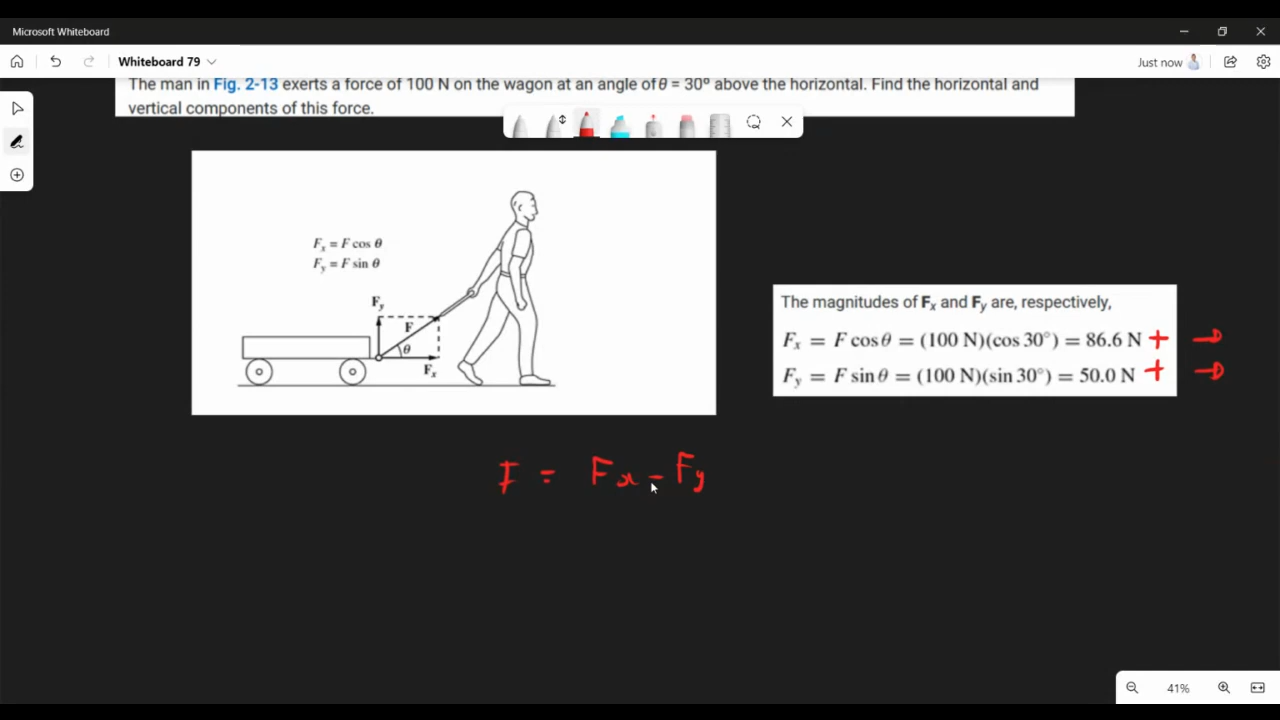 Microsoft Whiteboard
Whiteboard 79
Just now
The man in Fig. 2-13 exerts a force of 100 N on the wagon at an angle of θ = 30° above the horizontal. Find the horizontal and
vertical components of this force.
Fx = F cos θ
Fy = F sin θ
Fy
F
θ
Fx
The magnitudes of Fx and Fy are, respectively,
Fx = F cos θ = (100 N)(cos 30°) = 86.6 N +
Fy = F sin θ = (100 N)(sin 30°) = 50.0 N +
F = Fx - Fy
41%